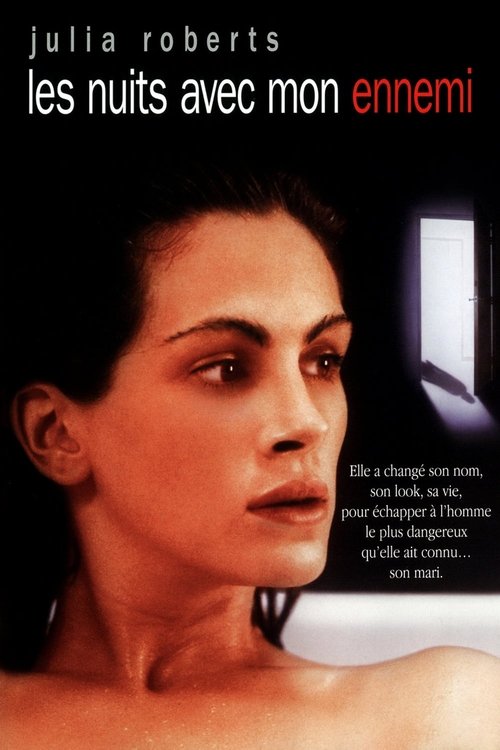 julia roberts
les nuits avec mon ennemi
Elle a changé son nom,
son look, sa vie,
pour échapper à l'homme
le plus dangereux
qu'elle ait connu...
son mari.